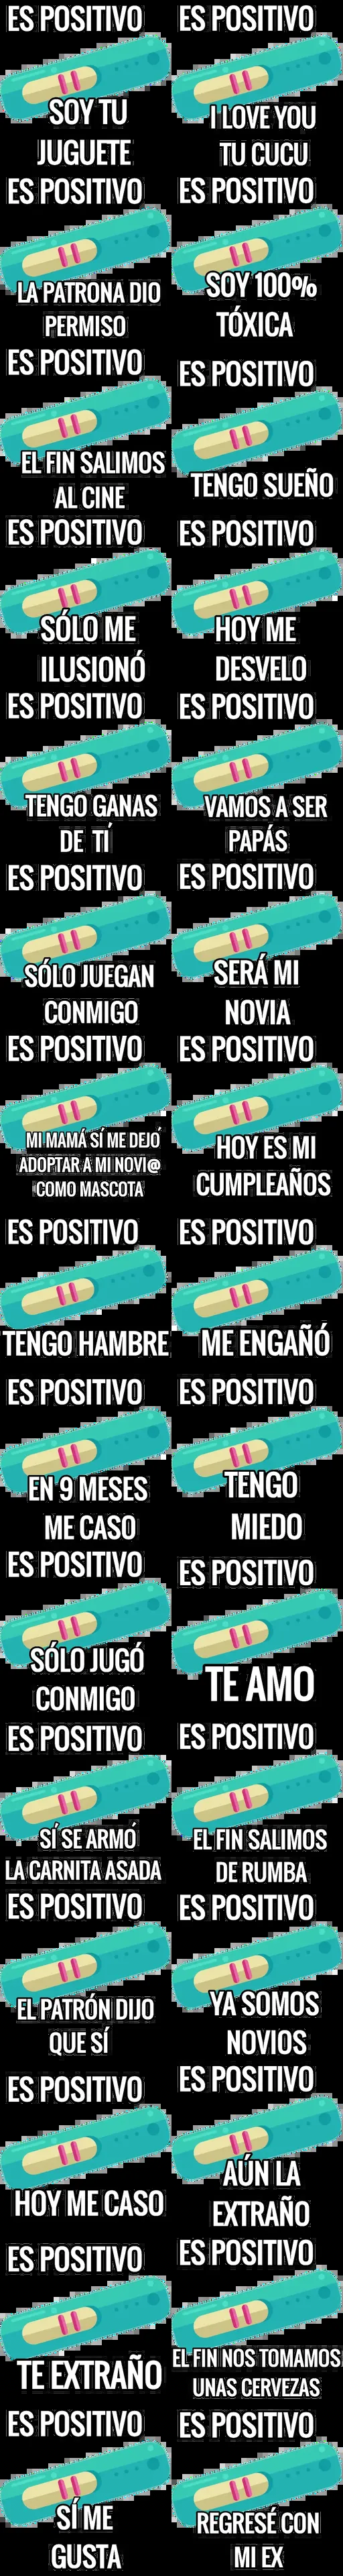 ES POSITIVO
SOY TU
JUGUETE
ES POSITIVO
I LOVE YOU
TU CUCU
ES POSITIVO
LA PATRONA DIO
PERMISO
ES POSITIVO
SOY 100%
TÓXICA
ES POSITIVO
EL FIN SALIMOS
AL CINE
ES POSITIVO
TENGO SUEÑO
ES POSITIVO
SÓLO ME
ILUSIONÓ
ES POSITIVO
HOY ME
DESVELO
ES POSITIVO
TENGO GANAS
DE TÍ
ES POSITIVO
VAMOS A SER
PAPÁS
ES POSITIVO
SÓLO JUEGAN
CONMIGO
ES POSITIVO
SERÁ MI
NOVIA
ES POSITIVO
MI MAMÁ SÍ ME DEJÓ
ADOPTAR A MI NOVI@
COMO MASCOTA
ES POSITIVO
HOY ES MI
CUMPLEAÑOS
ES POSITIVO
TENGO HAMBRE
ES POSITIVO
ME ENGAÑÓ
ES POSITIVO
EN 9 MESES
ME CASO
ES POSITIVO
TENGO
MIEDO
ES POSITIVO
SÓLO JUGÓ
CONMIGO
ES POSITIVO
TE AMO
ES POSITIVO
SÍ SE ARMÓ
LA CARNITA ASADA
ES POSITIVO
EL FIN SALIMOS
DE RUMBA
ES POSITIVO
EL PATRÓN DIJO
QUE SÍ
ES POSITIVO
YA SOMOS
NOVIOS
ES POSITIVO
HOY ME CASO
ES POSITIVO
AÚN LA
EXTRAÑO
ES POSITIVO
TE EXTRAÑO
ES POSITIVO
EL FIN NOS TOMAMOS
UNAS CERVEZAS
ES POSITIVO
SÍ ME
GUSTA
ES POSITIVO
REGRESÉ CON
MI EX